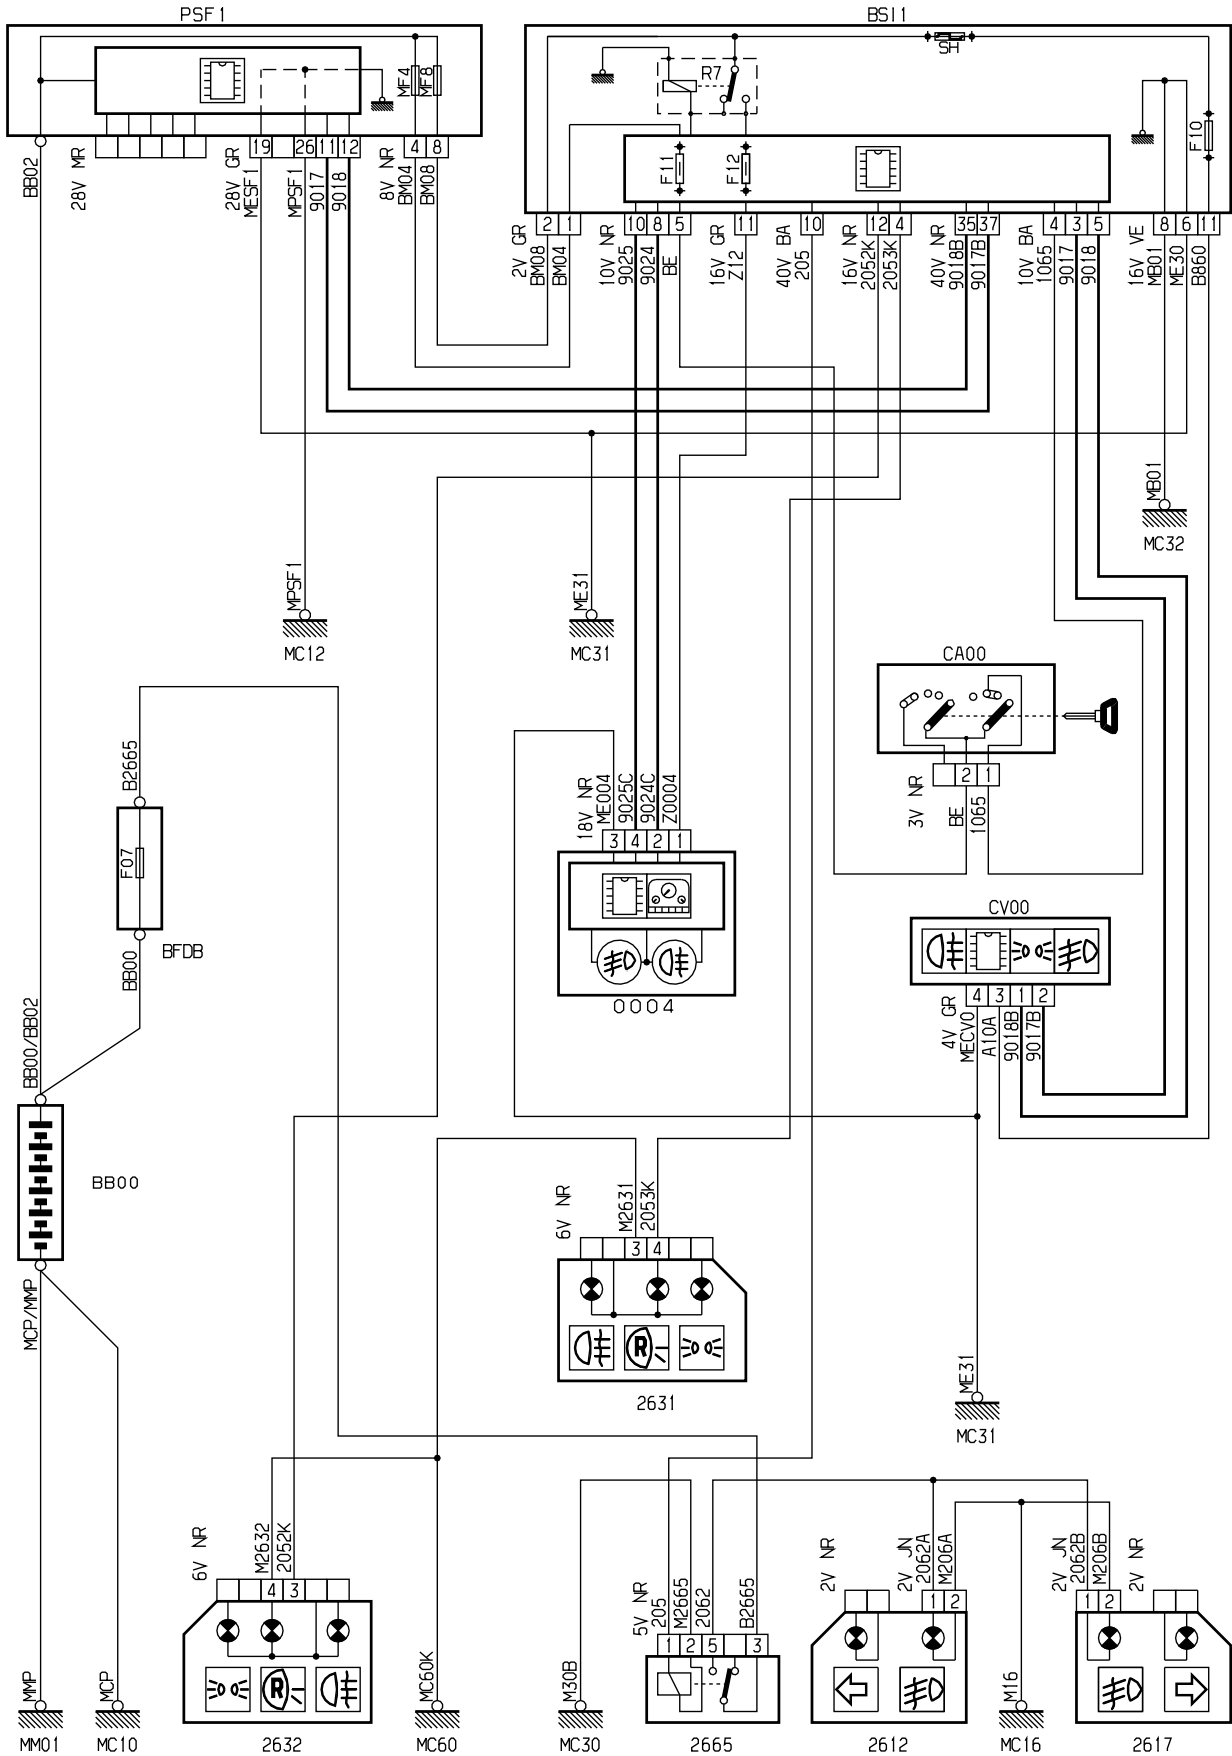 PSF1
BSI1
SH
R7
MF4
MF8
F10
F11
F12
19
26
11
12
4
8
2
1
10
8
5
11
10
12
4
35
37
4
3
5
8
6
11
BB02
28V MR
28V GR
MESF1
MPSF1
9017
9018
8V NR
BM04
BM08
2V GR
BM08
BM04
10V NR
9025
9024
BE
16V GR
Z12
40V BA
205
16V NR
2052K
2053K
40V NR
9018B
9017B
10V BA
1065
9017
9018
16V VE
MB01
ME30
B860
MB01
MC32
MPSF1
MC12
ME31
MC31
CA00
2
1
3V NR
BE
1065
B2665
F07
BFDB
BB00
18V NR
ME004
9025C
9024C
Z0004
3
4
2
1
0004
CV00
4
3
1
2
4V GR
MECV0
A10A
9018B
9017B
BB00/BB02
BB00
MCP/MMP
6V NR
M2631
2053K
3
4
R
2631
ME31
MC31
6V NR
M2632
2052K
4
3
R
2632
MMP
MM01
MCP
MC10
MC60K
MC60
M30B
MC30
5V NR
205
M2665
2062
B2665
1
2
5
3
2665
2V NR
2V JN
2062A
M206A
1
2
2612
M16
MC16
2V JN
2062B
M206B
2V NR
1
2
2617